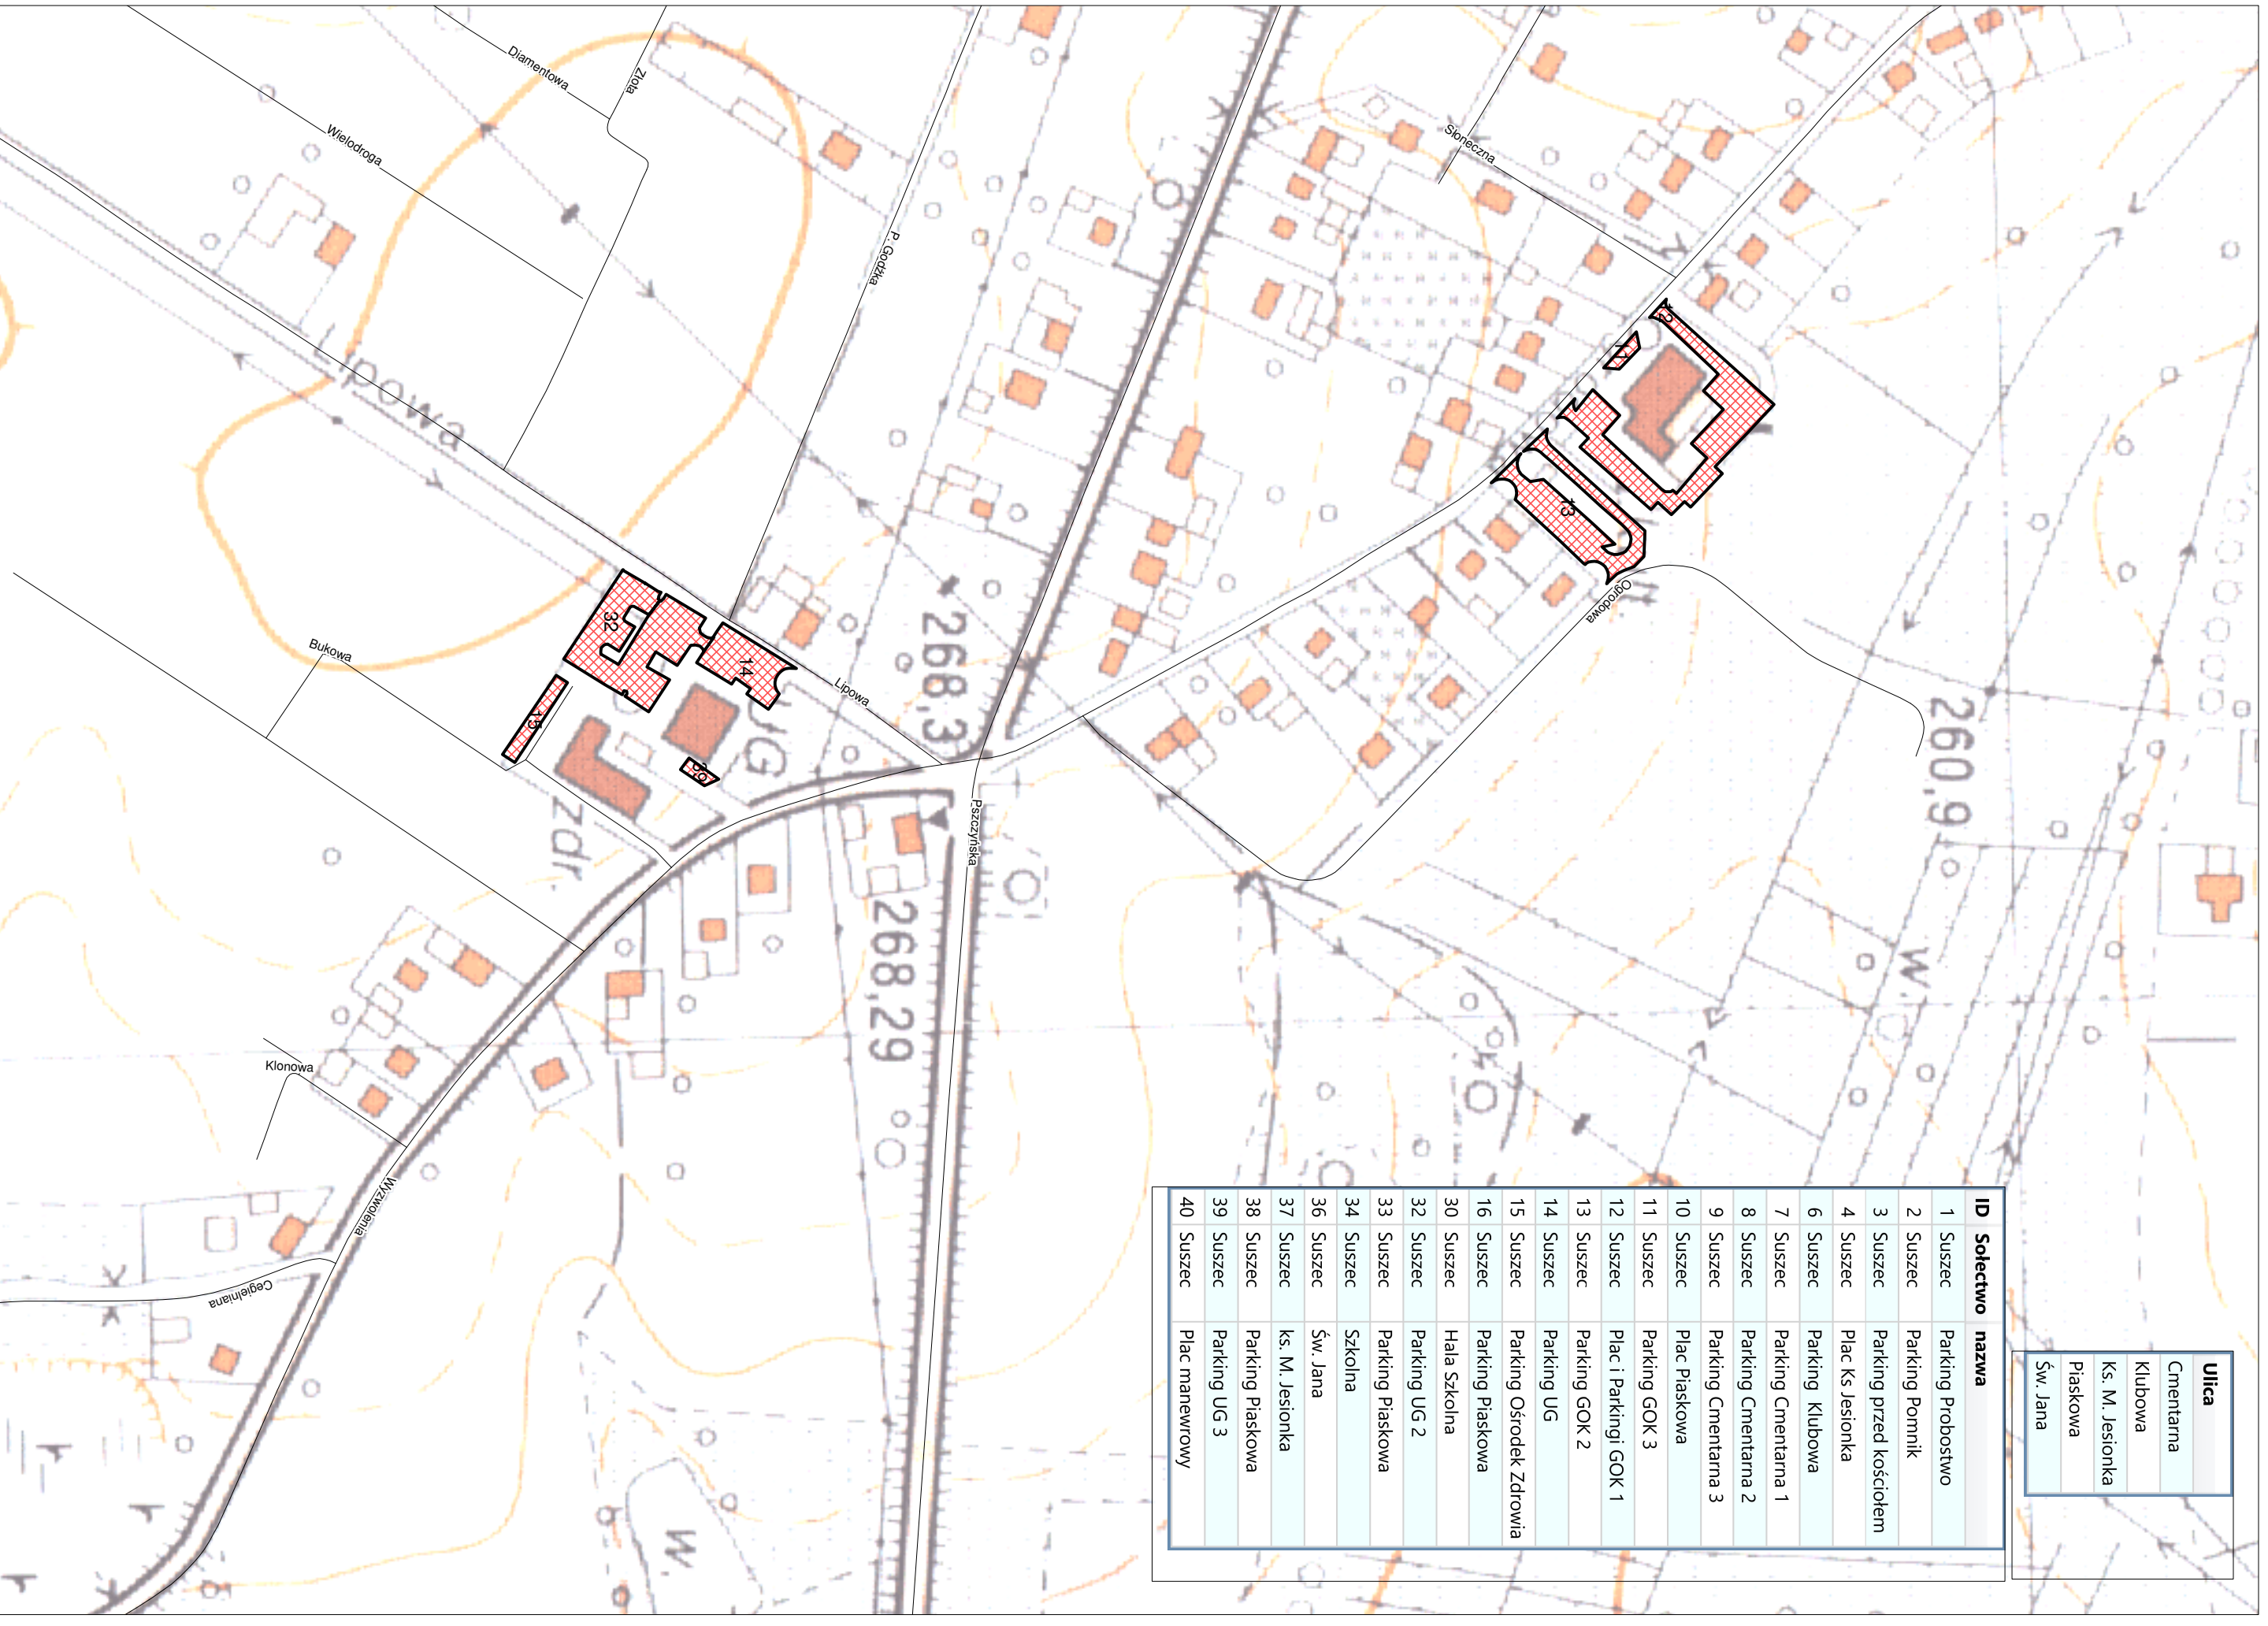 Ulica
Cmentarna
Klubowa
Ks. M. Jesionka
Piaskowa
Św. Jana
ID Sołectwo nazwa
1 Suszec Parking Probostwo
2 Suszec Parking Pomnik
3 Suszec Parking przed kościołem
4 Suszec Plac Ks Jesionka
6 Suszec Parking Klubowa
7 Suszec Parking Cmentarna 1
8 Suszec Parking Cmentarna 2
9 Suszec Parking Cmentarna 3
10 Suszec Plac Piaskowa
11 Suszec Parking GOK 3
12 Suszec Plac i Parkingi GOK 1
13 Suszec Parking GOK 2
14 Suszec Parking UG
15 Suszec Parking Ośrodek Zdrowia
16 Suszec Parking Piaskowa
30 Suszec Hala Szkolna
32 Suszec Parking UG 2
33 Suszec Parking Piaskowa
34 Suszec Szkolna
36 Suszec Św. Jana
37 Suszec ks. M. Jesionka
38 Suszec Parking Piaskowa
39 Suszec Parking UG 3
40 Suszec Plac manewrowy
Diamentowa
Złota
Wielodroga
P. Godźka
Słoneczna
12
11
13
Ogrodowa
260,9
W.
Lipowa
268,3
32
14
Lipowa
UG
15
39
Bukowa
zdr.
Pszczyńska
268,29
Klonowa
Wyzwolenia
Cegielniana
W.